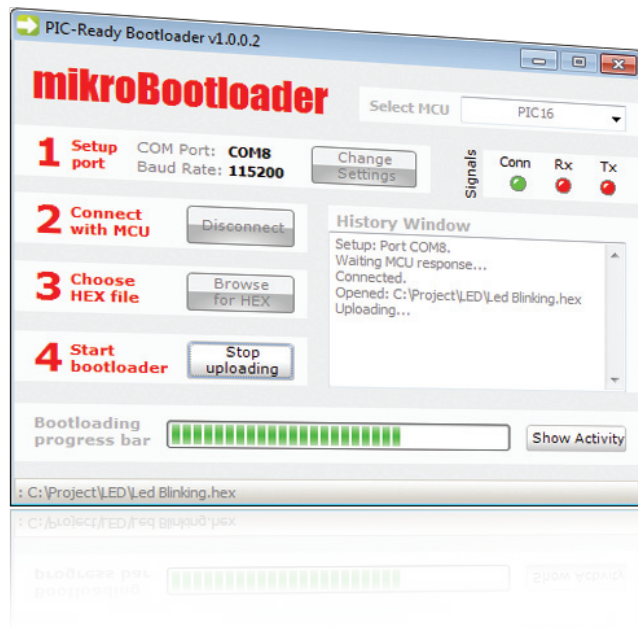 PIC-Ready Bootloader v1.0.0.2
mikroBootloader
Select MCU PIC16
1 Setup port
COM Port: COM8
Baud Rate: 115200
Change Settings
Signals
Conn Rx Tx
2 Connect with MCU
Disconnect
History Window
Setup: Port COM8.
Waiting MCU response...
Connected.
Opened: C:\Project\LED\Led Blinking.hex
Uploading...
3 Choose HEX file
Browse for HEX
4 Start bootloader
Stop uploading
Bootloading progress bar
Show Activity
: C:\Project\LED\Led Blinking.hex